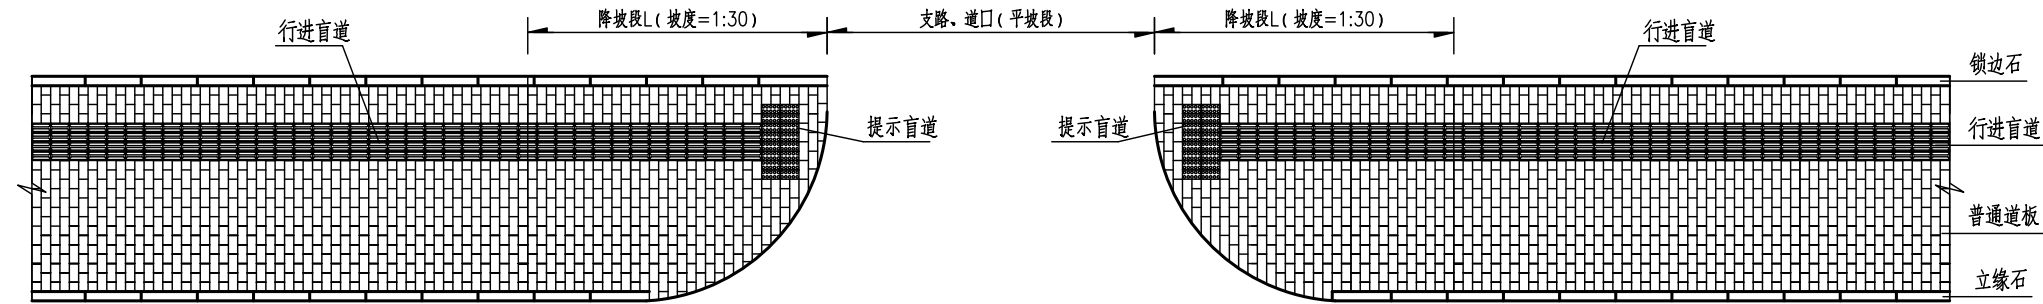 降坡段L(坡度=1:30)
支路、道口(平坡段)
降坡段L(坡度=1:30)
行进盲道
行进盲道
锁边石
提示盲道
提示盲道
行进盲道
普通道板
立缘石